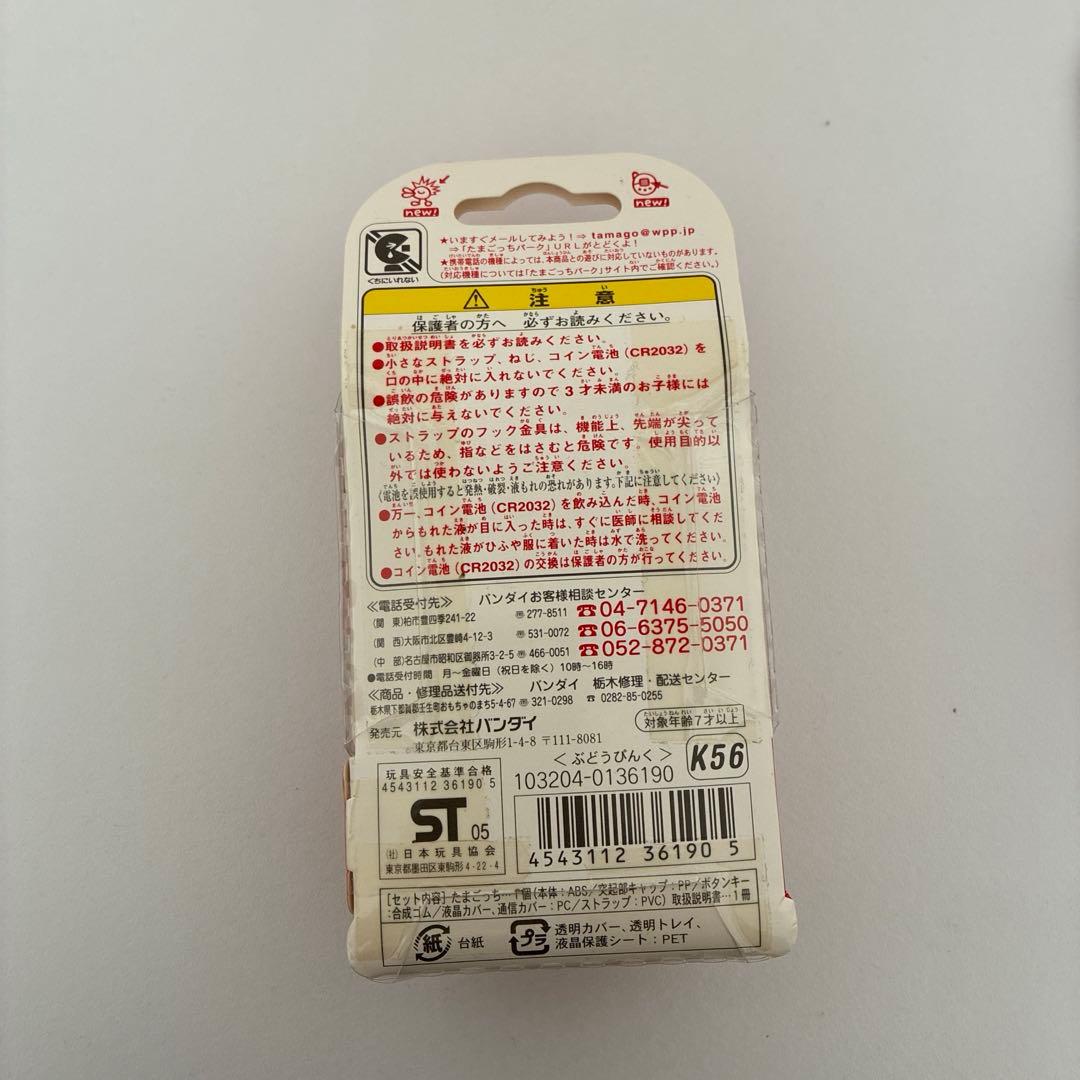 new!
new!
★いますぐメールしてみよう！⇒ tamago@wpp.jp
⇒「たまごっちパーク」URLがとどくよ！
★携帯電話の機種によっては、本商品との遊びに対応していないものがあります。
(対応機種については「たまごっちパーク」サイト内でご確認ください。)
くちにいれない
⚠ 注意
保護者の方へ 必ずお読みください。
●取扱説明書を必ずお読みください。
●小さなストラップ、ねじ、コイン電池(CR2032)を
口の中に絶対に入れないでください。
●誤飲の危険がありますので3才未満のお子様には
絶対に与えないでください。
●ストラップのフック金具は、機能上、先端が尖って
いるため、指などをはさむと危険です。使用目的以
外では使わないようご注意ください。
〈電池を誤使用すると発熱・破裂・液もれの恐れがあります。下記に注意してください〉
●万一、コイン電池(CR2032)を飲み込んだ時、コイン電池
からもれた液が目に入った時は、すぐに医師に相談してくだ
さい。もれた液がひふや服に着いた時は水で洗ってください。
●コイン電池(CR2032)の交換は保護者の方が行ってください。
≪電話受付先≫ バンダイお客様相談センター
(関 東)柏市豊四季241-22 〠277-8511 ☎04-7146-0371
(関 西)大阪市北区豊崎4-12-3 〠531-0072 ☎06-6375-5050
(中 部)名古屋市昭和区御器所3-2-5 〠466-0051 ☎052-872-0371
●電話受付時間 月〜金曜日(祝日を除く)10時〜16時
≪商品・修理品送付先≫ バンダイ 栃木修理・配送センター
栃木県下都賀郡壬生町おもちゃのまち5-4-67 〠321-0298 ☎0282-85-0255
発売元 株式会社バンダイ
東京都台東区駒形1-4-8 〒111-8081
対象年齢7才以上
＜ぶどうぴんく＞
103204-0136190
K56
玩具安全基準合格
4543112 36190 5
ST 05
(社)日本玩具協会
東京都墨田区東駒形4-22-4
4543112 36190 5
[セット内容]たまごっち…1個(本体:ABS/突起部キャップ:PP/ボタンキー
:合成ゴム/液晶カバー、通信カバー:PC/ストラップ:PVC) 取扱説明書…1冊
紙 台紙
プラ 透明カバー、透明トレイ、
液晶保護シート:PET